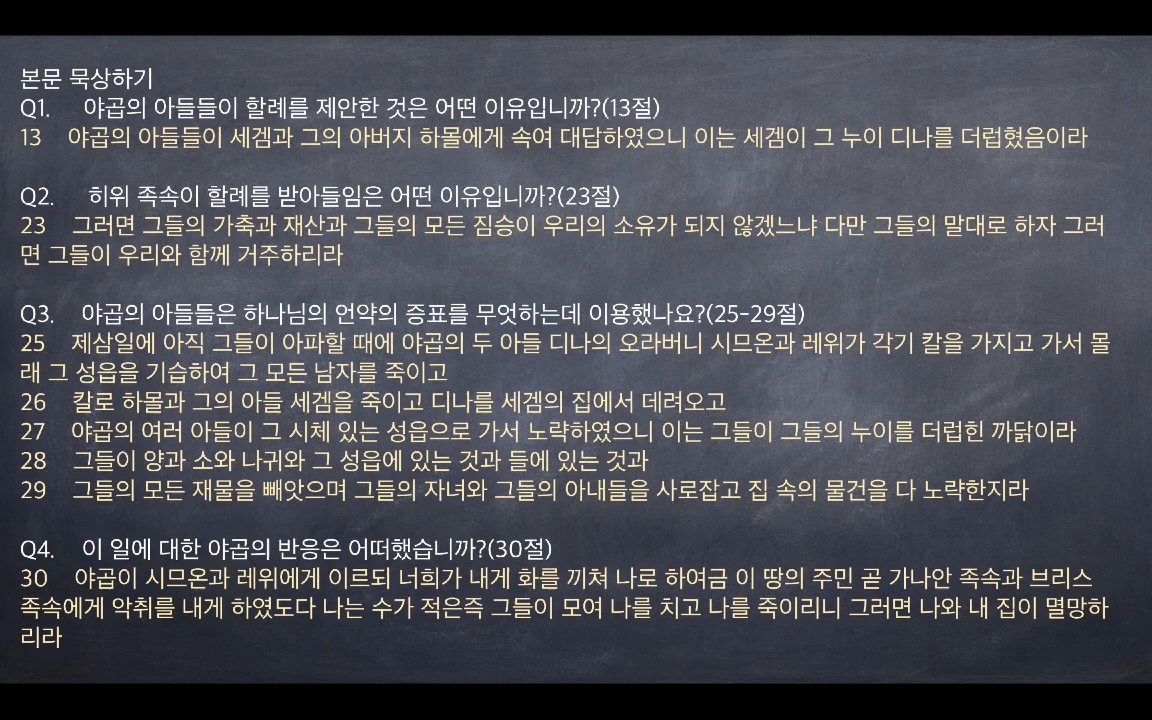 본문 묵상하기
Q1. 야곱의 아들들이 할례를 제안한 것은 어떤 이유입니까?(13절)
13 야곱의 아들들이 세겜과 그의 아버지 하몰에게 속여 대답하였으니 이는 세겜이 그 누이 디나를 더럽혔음이라
Q2. 히위 족속이 할례를 받아들임은 어떤 이유입니까?(23절)
23 그러면 그들의 가축과 재산과 그들의 모든 짐승이 우리의 소유가 되지 않겠느냐 다만 그들의 말대로 하자 그러
면 그들이 우리와 함께 거주하리라
Q3. 야곱의 아들들은 하나님의 언약의 증표를 무엇하는데 이용했나요?(25-29절)
25 제삼일에 아직 그들이 아파할 때에 야곱의 두 아들 디나의 오라버니 시므온과 레위가 각기 칼을 가지고 가서 몰
래 그 성읍을 기습하여 그 모든 남자를 죽이고
26 칼로 하몰과 그의 아들 세겜을 죽이고 디나를 세겜의 집에서 데려오고
27 야곱의 여러 아들이 그 시체 있는 성읍으로 가서 노략하였으니 이는 그들이 그들의 누이를 더럽힌 까닭이라
28 그들이 양과 소와 나귀와 그 성읍에 있는 것과 들에 있는 것과
29 그들의 모든 재물을 빼앗으며 그들의 자녀와 그들의 아내들을 사로잡고 집 속의 물건을 다 노략한지라
Q4. 이 일에 대한 야곱의 반응은 어떠했습니까?(30절)
30 야곱이 시므온과 레위에게 이르되 너희가 내게 화를 끼쳐 나로 하여금 이 땅의 주민 곧 가나안 족속과 브리스
족속에게 악취를 내게 하였도다 나는 수가 적은즉 그들이 모여 나를 치고 나를 죽이리니 그러면 나와 내 집이 멸망하
리라